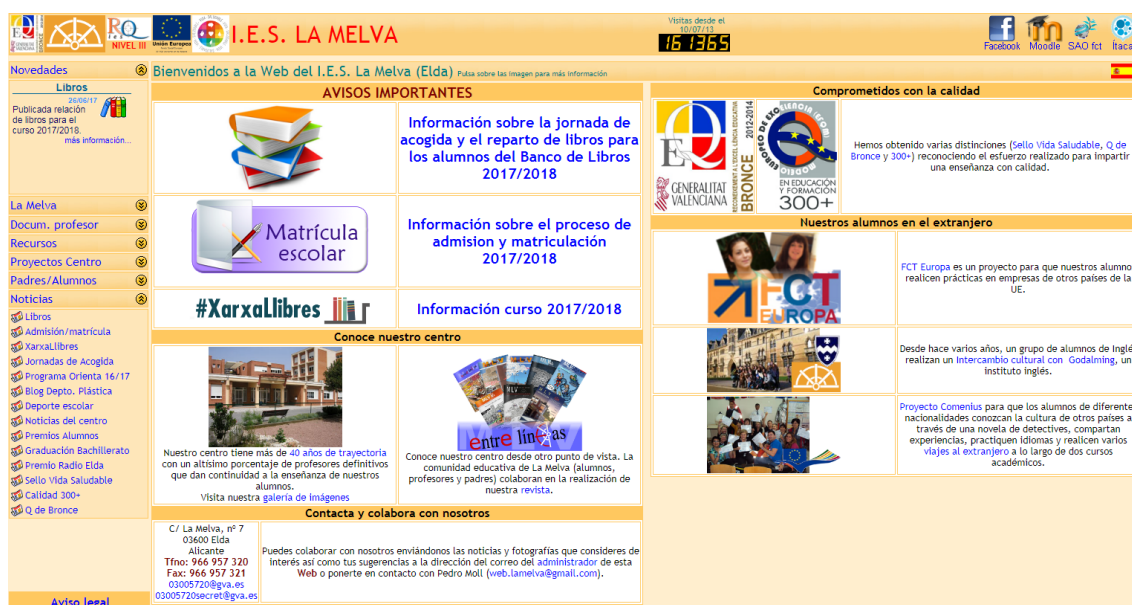 RQ
NIVEL III
Unión Europea
I.E.S. LA MELVA
Visitas desde el
10/07/13
161365
Facebook
Moodle
SAO fct
Ítaca
Novedades
Bienvenidos a la Web del I.E.S. La Melva (Elda) Pulsa sobre las imagen para más información
Libros
26/06/17
Publicada relación
de libros para el
curso 2017/2018.
más información...
La Melva
Docum. profesor
Recursos
Proyectos Centro
Padres/Alumnos
Noticias
Libros
Admisión/matrícula
XarxaLlibres
Jornadas de Acogida
Programa Orienta 16/17
Blog Depto. Plástica
Deporte escolar
Noticias del centro
Premios Alumnos
Graduación Bachillerato
Premio Radio Elda
Sello Vida Saludable
Calidad 300+
Q de Bronce
Aviso legal
AVISOS IMPORTANTES
Información sobre la jornada de
acogida y el reparto de libros para
los alumnos del Banco de Libros
2017/2018
Matrícula
escolar
Información sobre el proceso de
admision y matriculación
2017/2018
#XarxaLlibres
Información curso 2017/2018
Conoce nuestro centro
Nuestro centro tiene más de 40 años de trayectoria
con un altísimo porcentaje de profesores definitivos
que dan continuidad a la enseñanza de nuestros
alumnos.
Visita nuestra galería de imágenes
entre líneas
Conoce nuestro centro desde otro punto de vista. La
comunidad educativa de La Melva (alumnos,
profesores y padres) colaboran en la realización de
nuestra revista.
Contacta y colabora con nosotros
C/ La Melva, nº 7
03600 Elda
Alicante
Tfno: 966 957 320
Fax: 966 957 321
03005720@gva.es
03005720secret@gva.es
Puedes colaborar con nosotros enviándonos las noticias y fotografías que consideres de
interés así como tus sugerencias a la dirección del correo del administrador de esta
Web o ponerte en contacto con Pedro Moll (web.lamelva@gmail.com).
Comprometidos con la calidad
GENERALITAT
VALENCIANA
BRONCE
2012-2014
EN EDUCACIÓN
Y FORMACIÓN
300+
Hemos obtenido varias distinciones (Sello Vida Saludable, Q de
Bronce y 300+) reconociendo el esfuerzo realizado para impartir
una enseñanza con calidad.
Nuestros alumnos en el extranjero
FCT
EUROPA
FCT Europa es un proyecto para que nuestros alumno
realicen prácticas en empresas de otros países de la
UE.
Desde hace varios años, un grupo de alumnos de Inglé
realizan un Intercambio cultural con Godalming, un
instituto inglés.
Proyecto Comenius para que los alumnos de diferente
nacionalidades conozcan la cultura de otros países a
través de una novela de detectives, compartan
experiencias, practiquen idiomas y realicen varios
viajes al extranjero a lo largo de dos cursos
académicos.